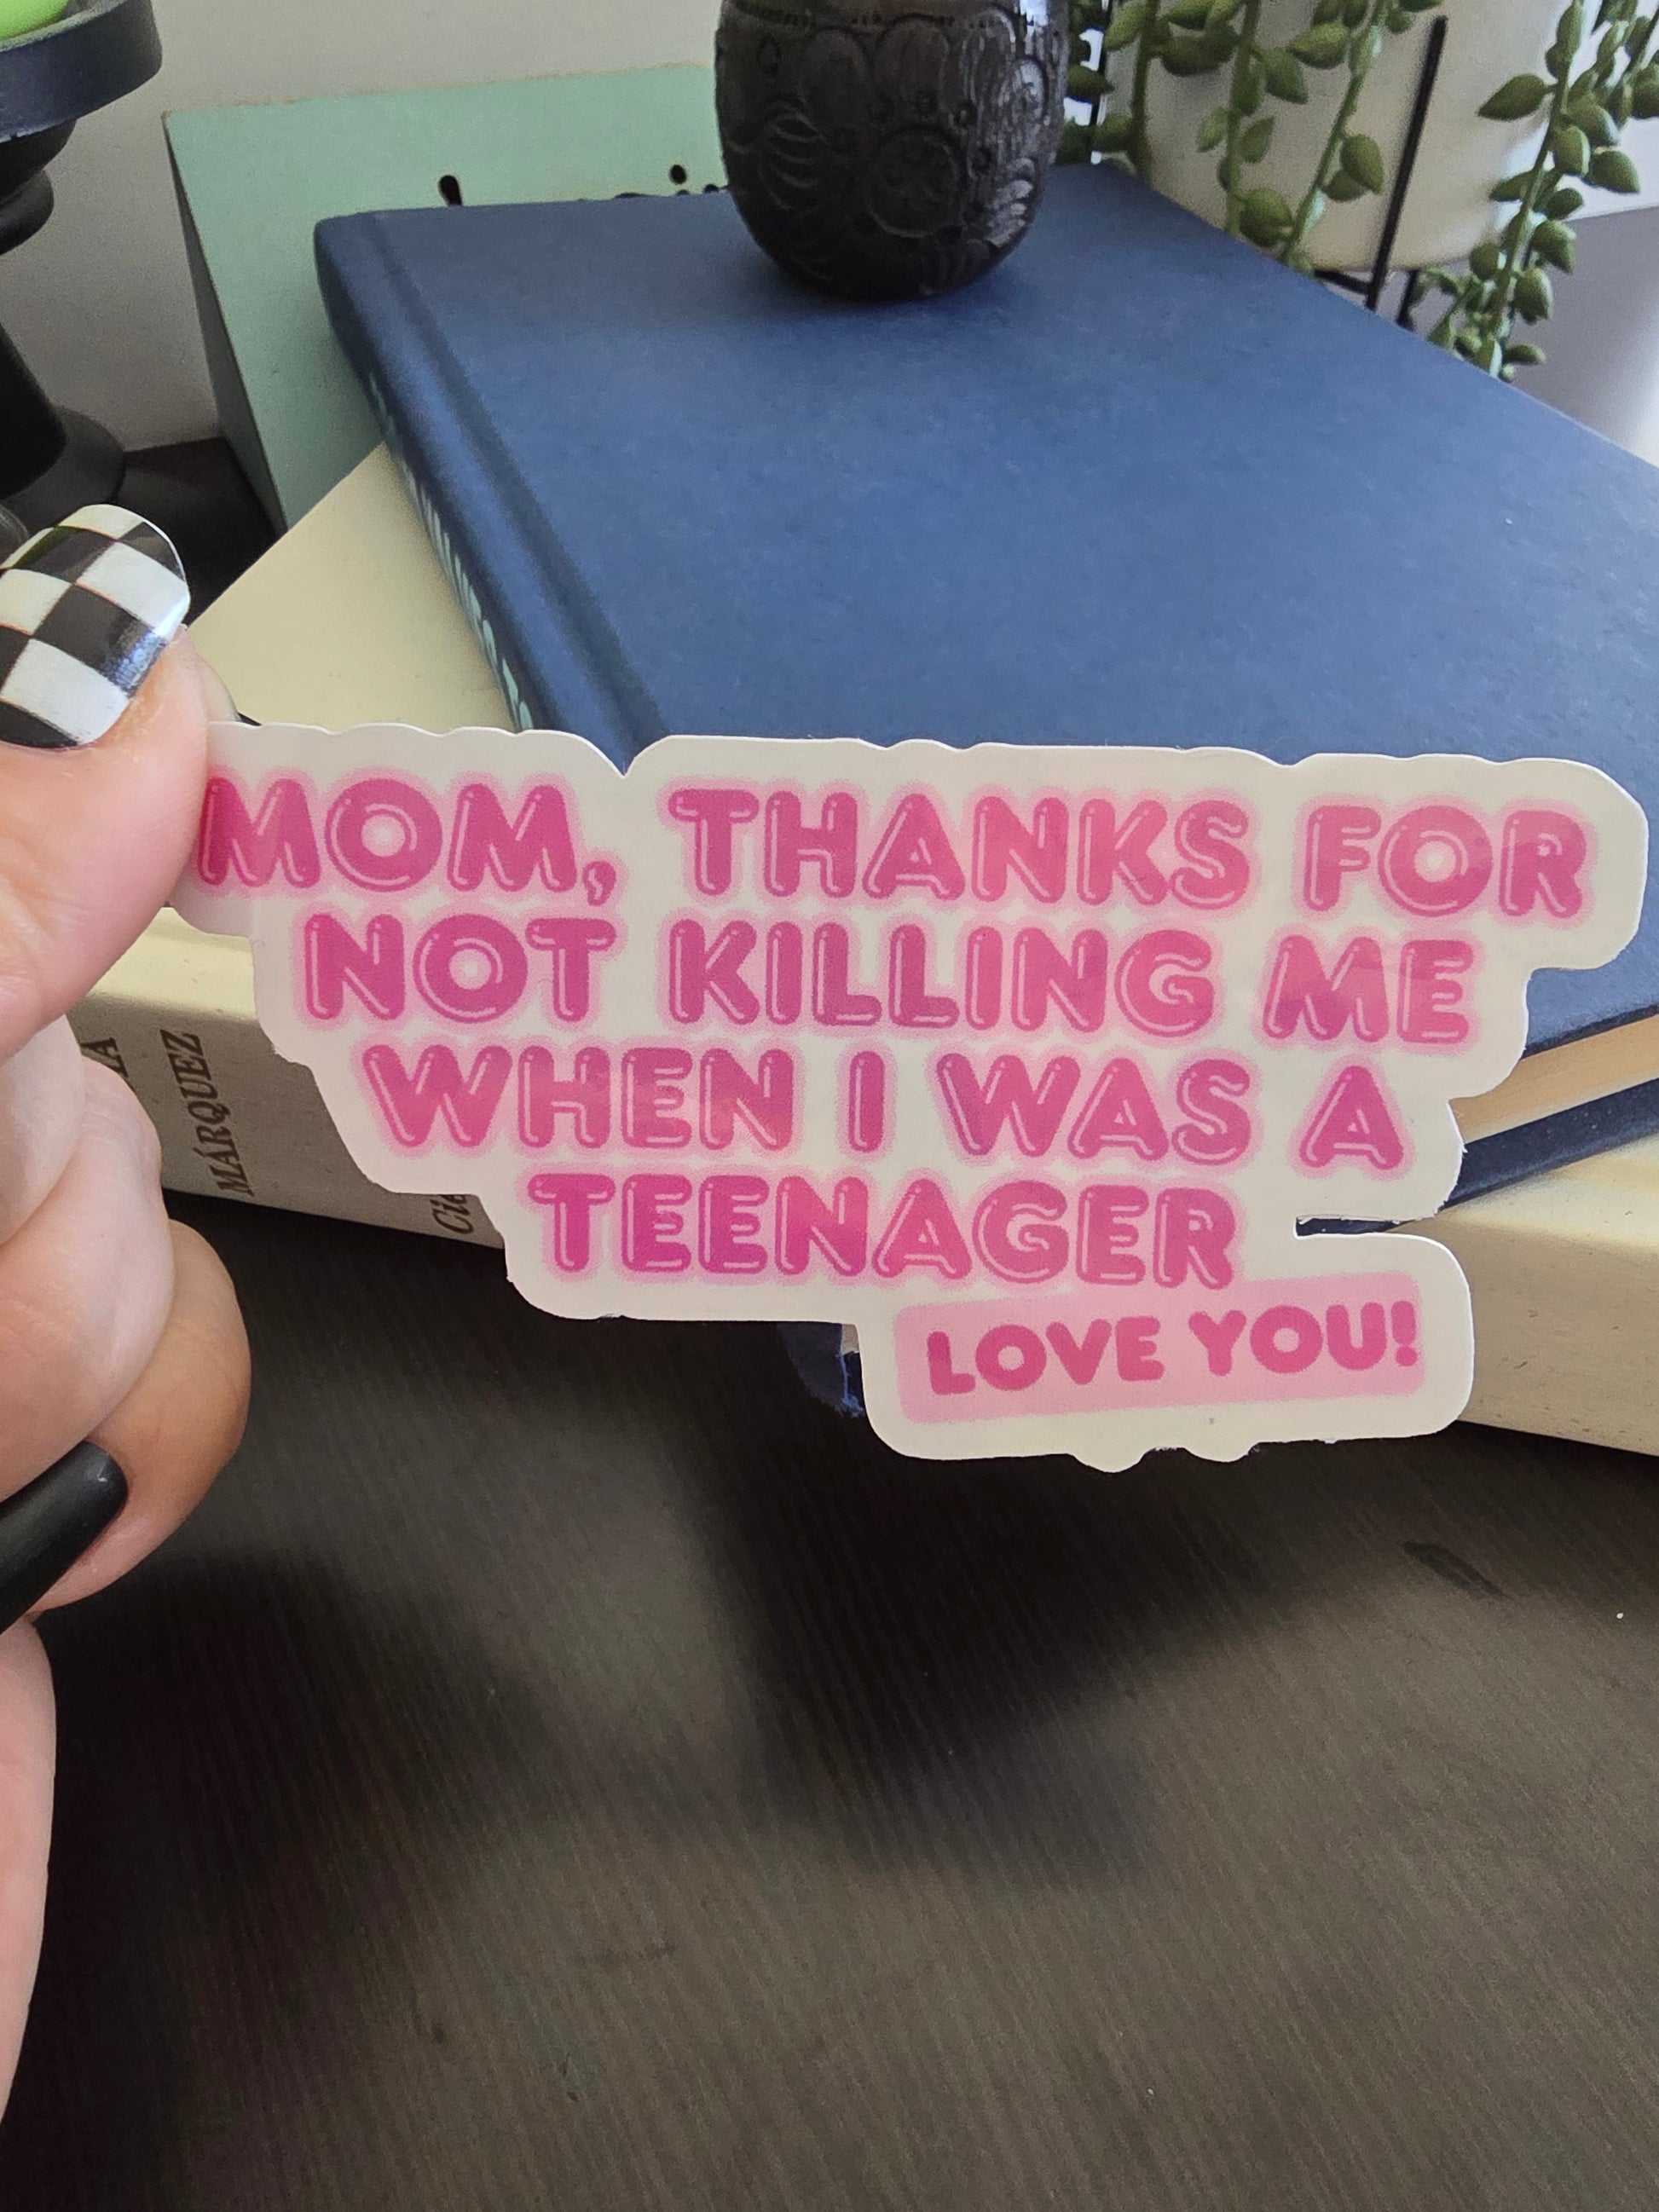 MOM, THANKS FOR
NOT KILLING ME
WHEN I WAS A
TEENAGER
LOVE YOU!
MÁRQUEZ